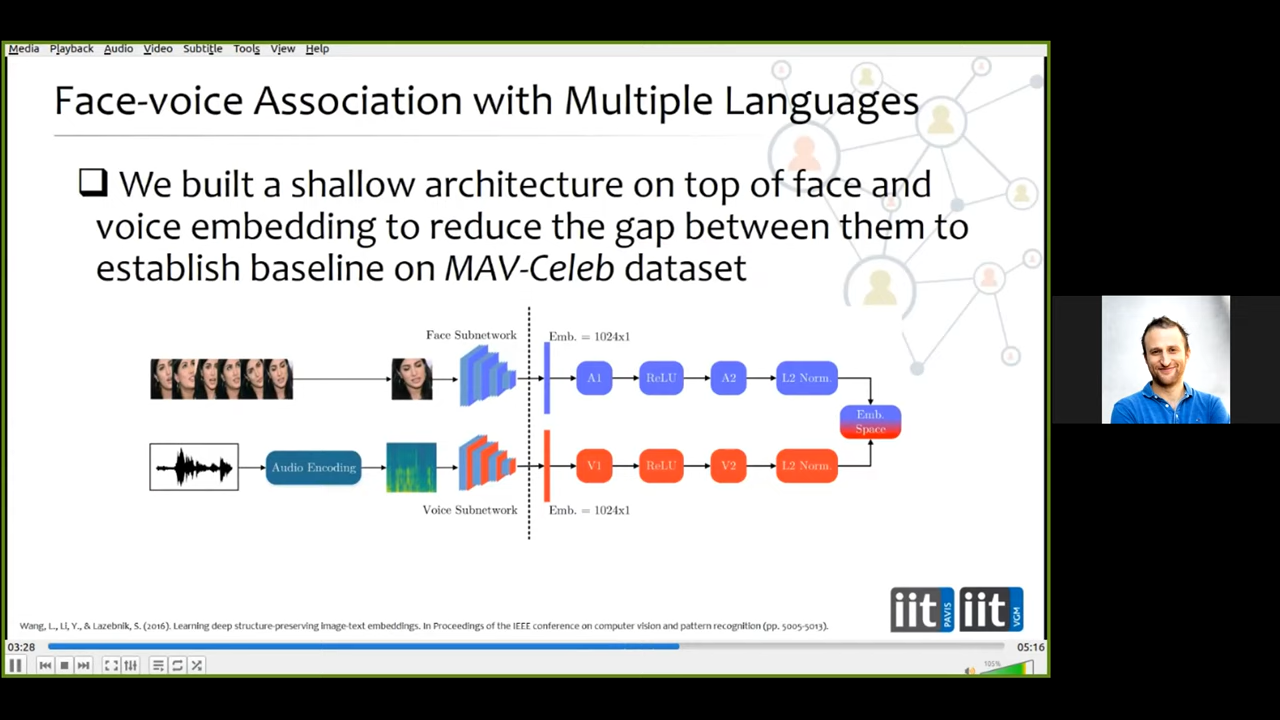 Media Playback Audio Video Subtitle Tools View Help
Face-voice Association with Multiple Languages
❑ We built a shallow architecture on top of face and
voice embedding to reduce the gap between them to
establish baseline on MAV-Celeb dataset
Face Subnetwork
Emb. = 1024x1
A1
ReLU
A2
L2 Norm.
Emb.
Space
Audio Encoding
V1
ReLU
V2
L2 Norm.
Voice Subnetwork
Emb. = 1024x1
iit PAVIS iit VGM
Wang, L., Li, Y., & Lazebnik, S. (2016). Learning deep structure-preserving image-text embeddings. In Proceedings of the IEEE conference on computer vision and pattern recognition (pp. 5005-5013).
03:28 05:16
105%